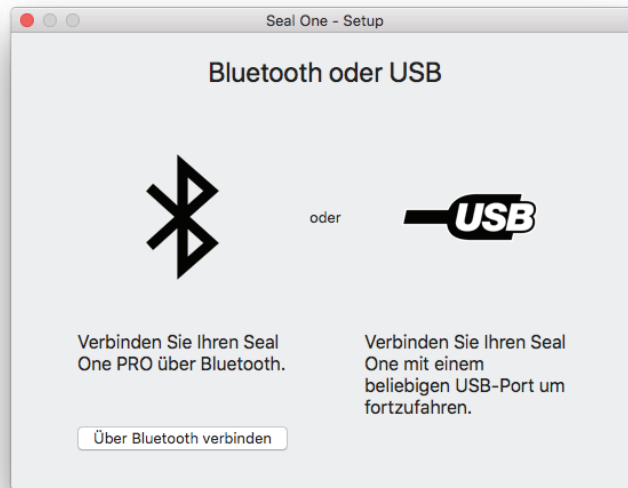 Seal One - Setup
Bluetooth oder USB
oder
USB
Verbinden Sie Ihren Seal
One PRO über Bluetooth.
Über Bluetooth verbinden
Verbinden Sie Ihren Seal
One mit einem
beliebigen USB-Port um
fortzufahren.